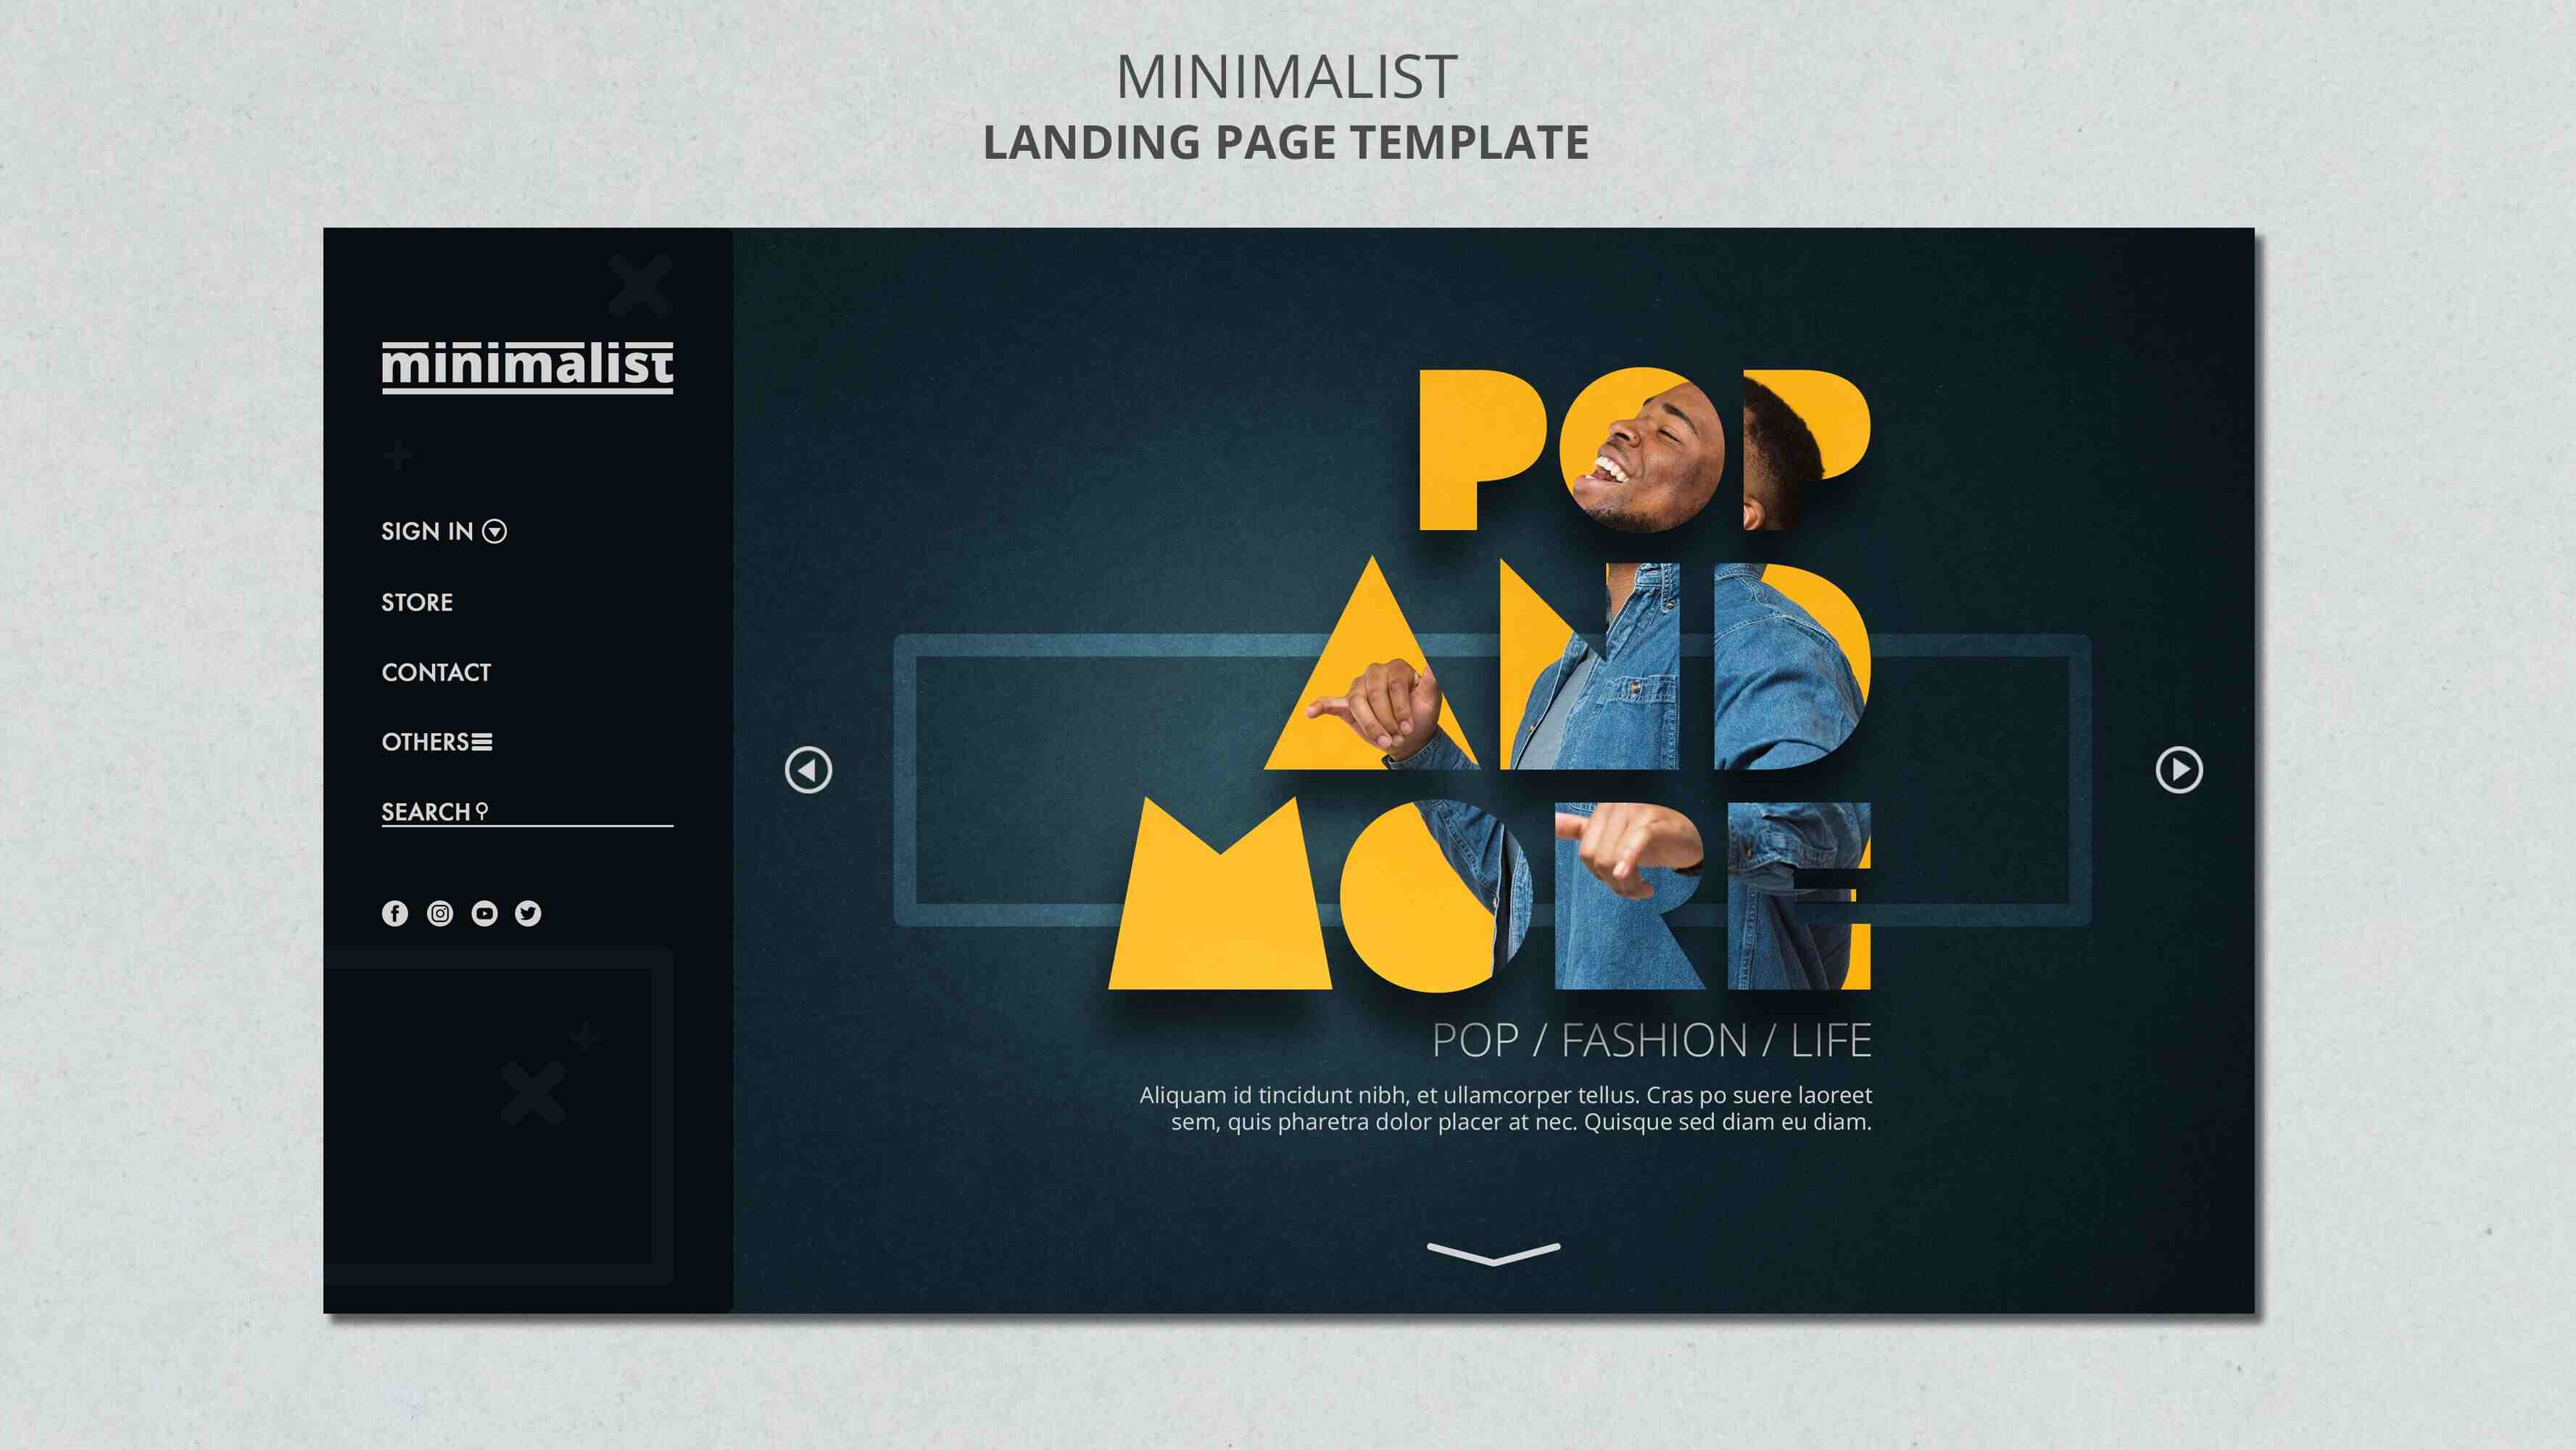 MINIMALIST
LANDING PAGE TEMPLATE
minimalist
SIGN IN
STORE
CONTACT
OTHERS
SEARCH
POP
AND
MORE
POP / FASHION / LIFE
Aliquam id tincidunt nibh, et ullamcorper tellus. Cras po suere laoreet
sem, quis pharetra dolor placer at nec. Quisque sed diam eu diam.